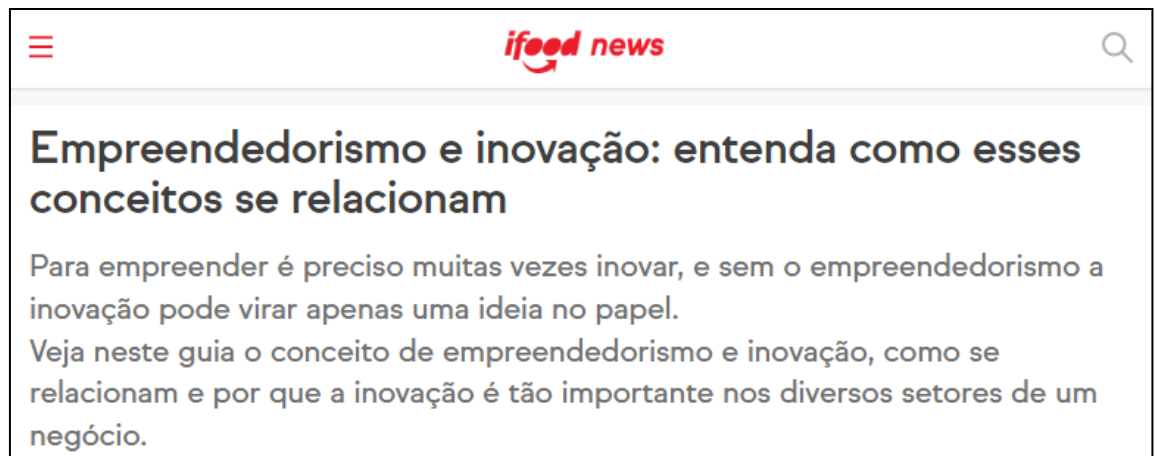 ifood news
Empreendedorismo e inovação: entenda como esses
conceitos se relacionam
Para empreender é preciso muitas vezes inovar, e sem o empreendedorismo a
inovação pode virar apenas uma ideia no papel.
Veja neste guia o conceito de empreendedorismo e inovação, como se
relacionam e por que a inovação é tão importante nos diversos setores de um
negócio.